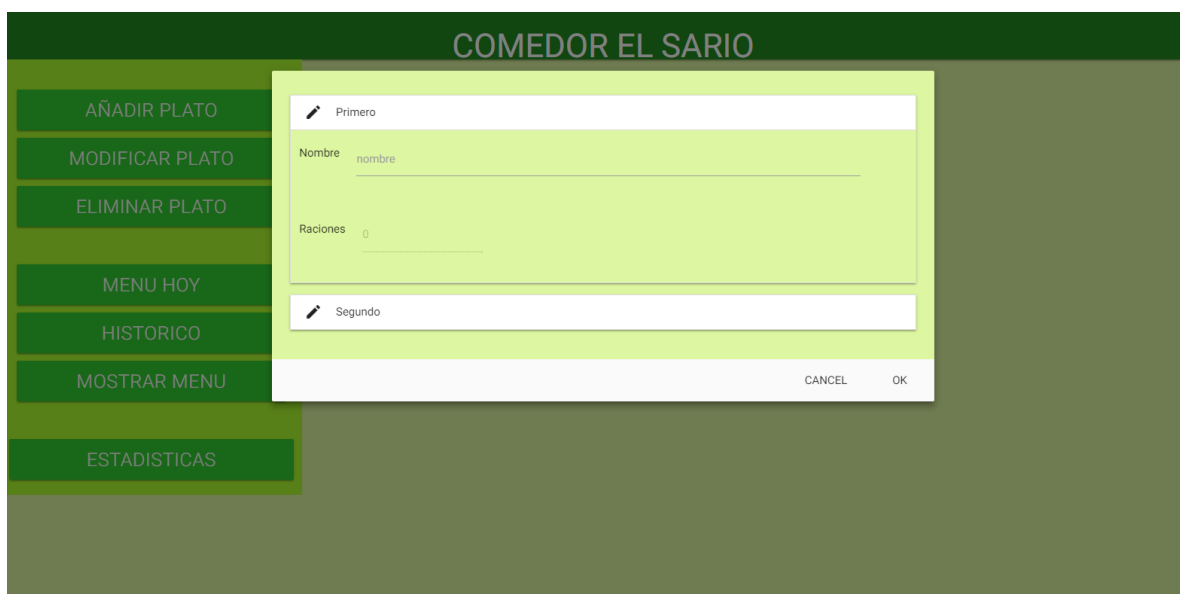 COMEDOR EL SARIO
AÑADIR PLATO
MODIFICAR PLATO
ELIMINAR PLATO
MENU HOY
HISTORICO
MOSTRAR MENU
ESTADISTICAS
Primero
Nombre nombre
Raciones 0
Segundo
CANCEL OK